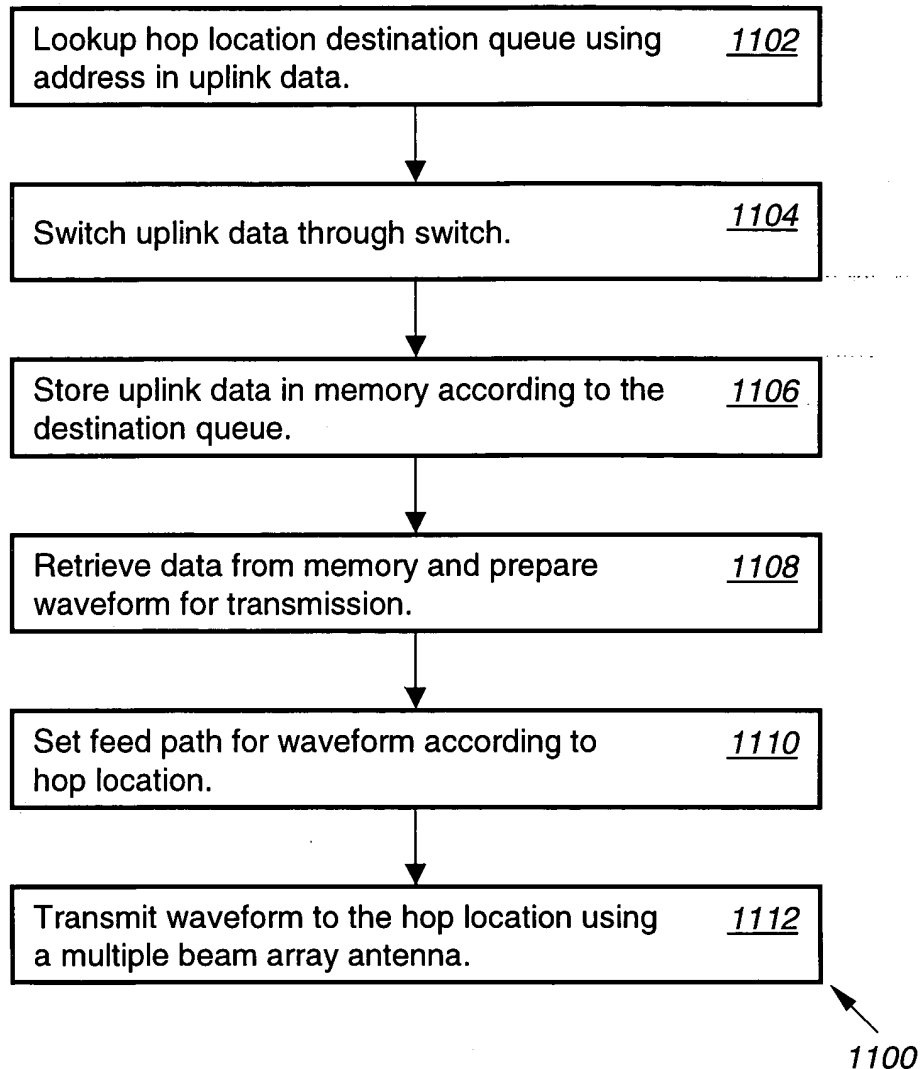 Lookup hop location destination queue using 1102
address in uplink data.
Switch uplink data through switch. 1104
Store uplink data in memory according to the 1106
destination queue.
Retrieve data from memory and prepare 1108
waveform for transmission.
Set feed path for waveform according to 1110
hop location.
Transmit waveform to the hop location using 1112
a multiple beam array antenna.
1100